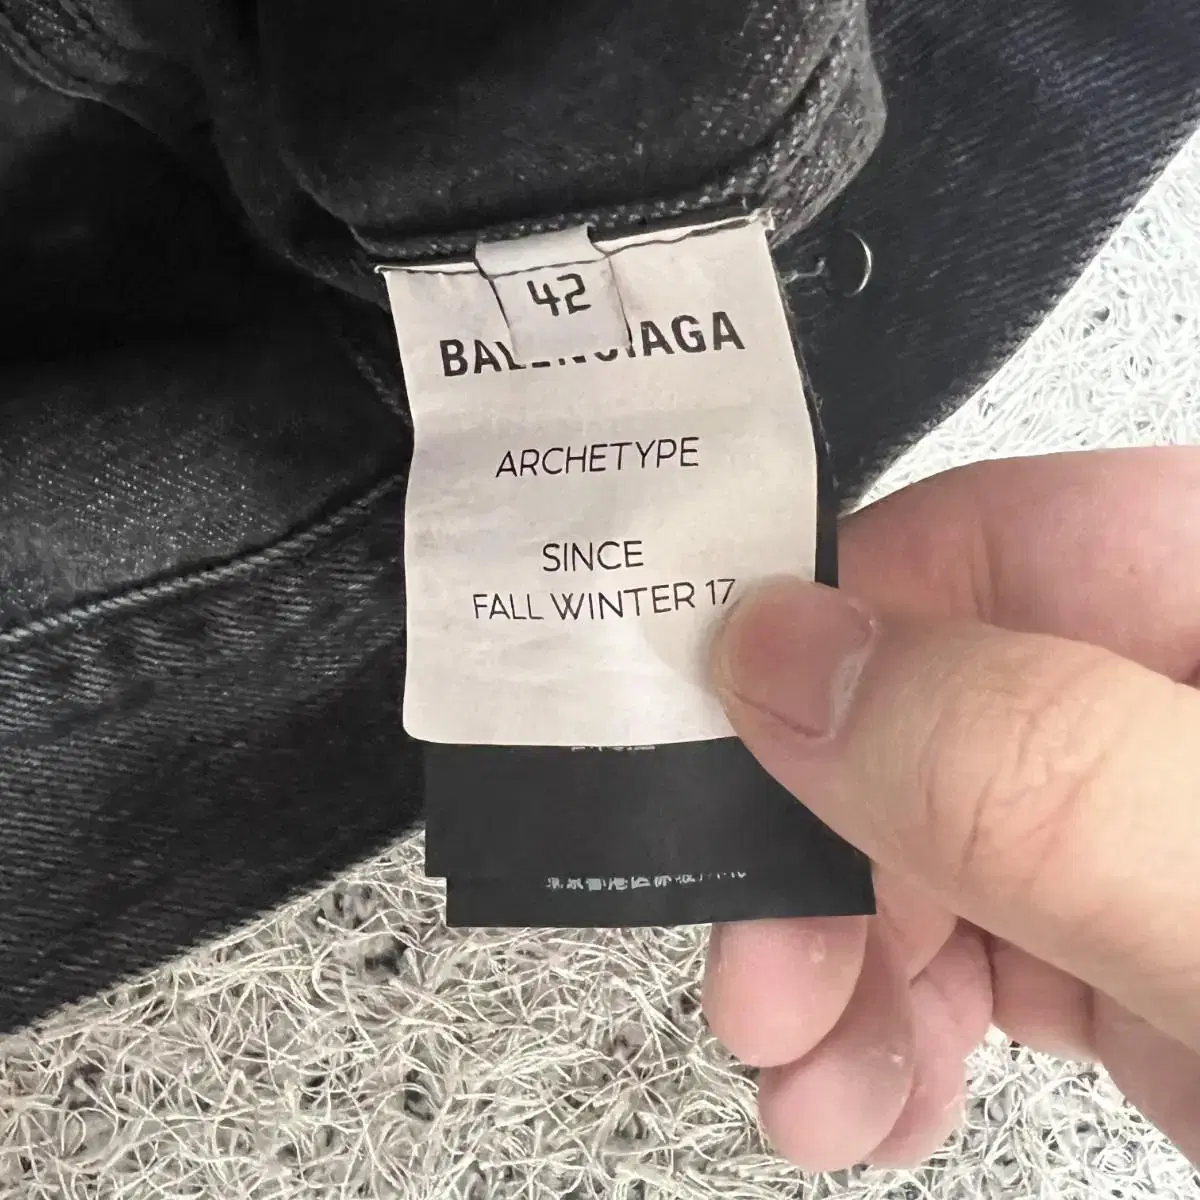 42
BALENCIAGA
ARCHETYPE
SINCE
FALL WINTER 17